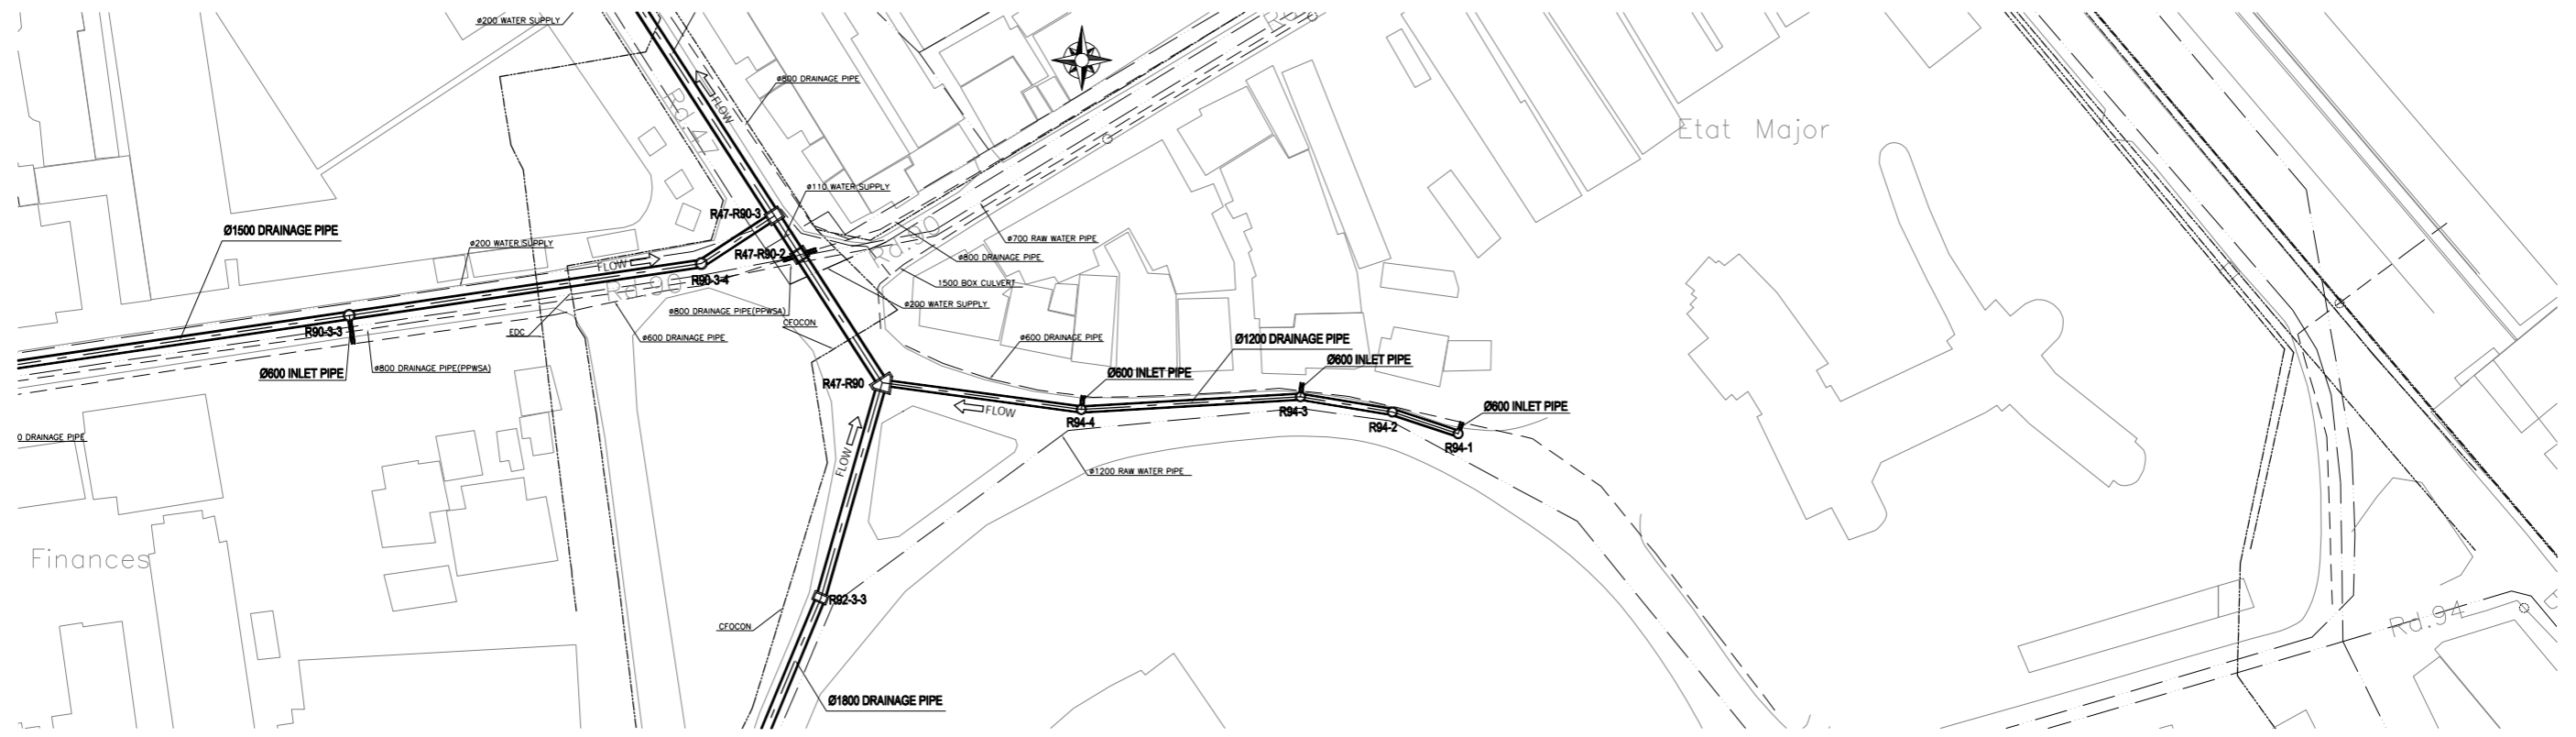 ø200 WATER SUPPLY
ø800 DRAINAGE PIPE
FLOW
Rd.47
Etat Major
ø110 WATER SUPPLY
R47-R90-3
Ø1500 DRAINAGE PIPE
ø200 WATER SUPPLY
Rd.90
ø700 RAW WATER PIPE
R47-R90-2
ø800 DRAINAGE PIPE
FLOW
R90-3-4
1500 BOX CULVERT
Rd.90
ø200 WATER SUPPLY
ø800 DRAINAGE PIPE(PPWSA)
CFOCON
R90-3-3
EDC
ø600 DRAINAGE PIPE
ø600 DRAINAGE PIPE
Ø1200 DRAINAGE PIPE
Ø600 INLET PIPE
ø800 DRAINAGE PIPE(PPWSA)
Ø600 INLET PIPE
Ø600 INLET PIPE
R47-R90
FLOW
R94-4
R94-3
R94-2
Ø600 INLET PIPE
R94-1
0 DRAINAGE PIPE
FLOW
ø1200 RAW WATER PIPE
Finances
R92-3-3
CFOCON
Rd.94
Ø1800 DRAINAGE PIPE